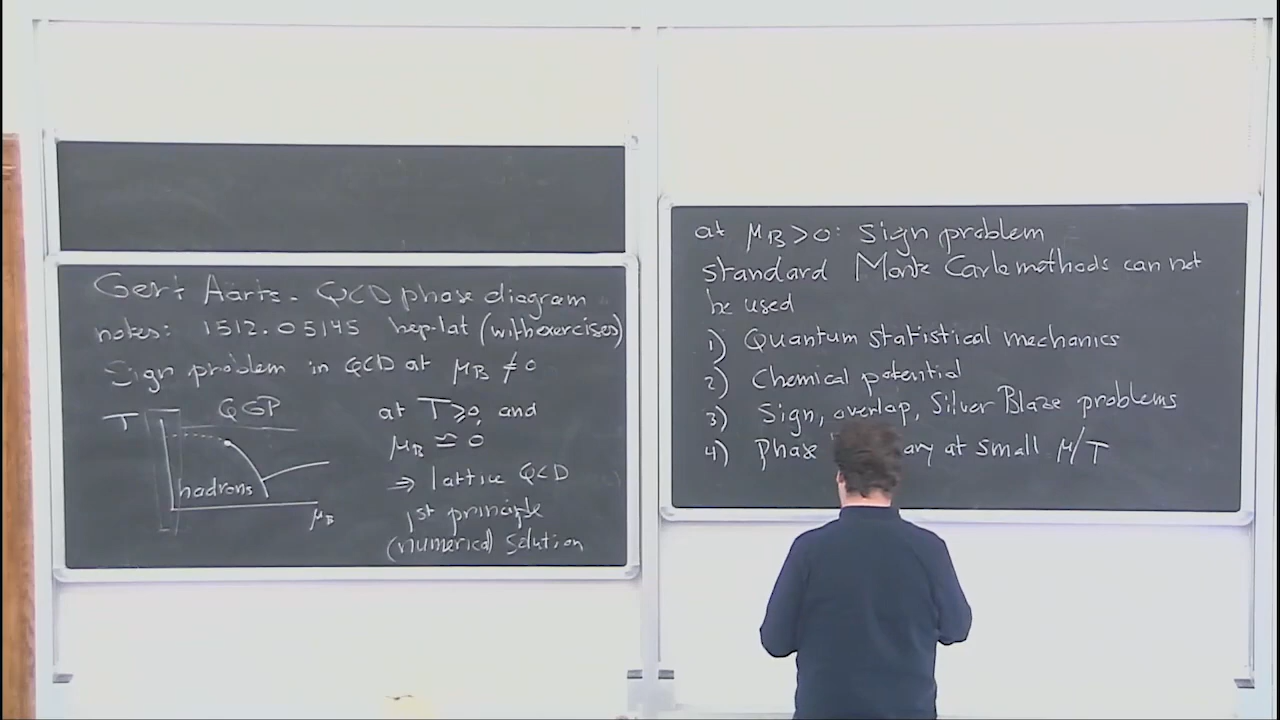 Gert Aarts - QCD phase diagram
notes: 1512.05145 hep-lat (with exercises)
Sign problem in QCD at μB ≠ 0
T
QGP
hadrons
μB
at T ≥ 0, and
μB ≃ 0
⇒ lattice QCD
1st principle
(numerical) solution
at μB > 0: sign problem
standard Monte Carlo methods can not
be used
1) Quantum statistical mechanics
2) Chemical potential
3) Sign, overlap, Silver Blaze problems
4) Phase ary at small μ/T